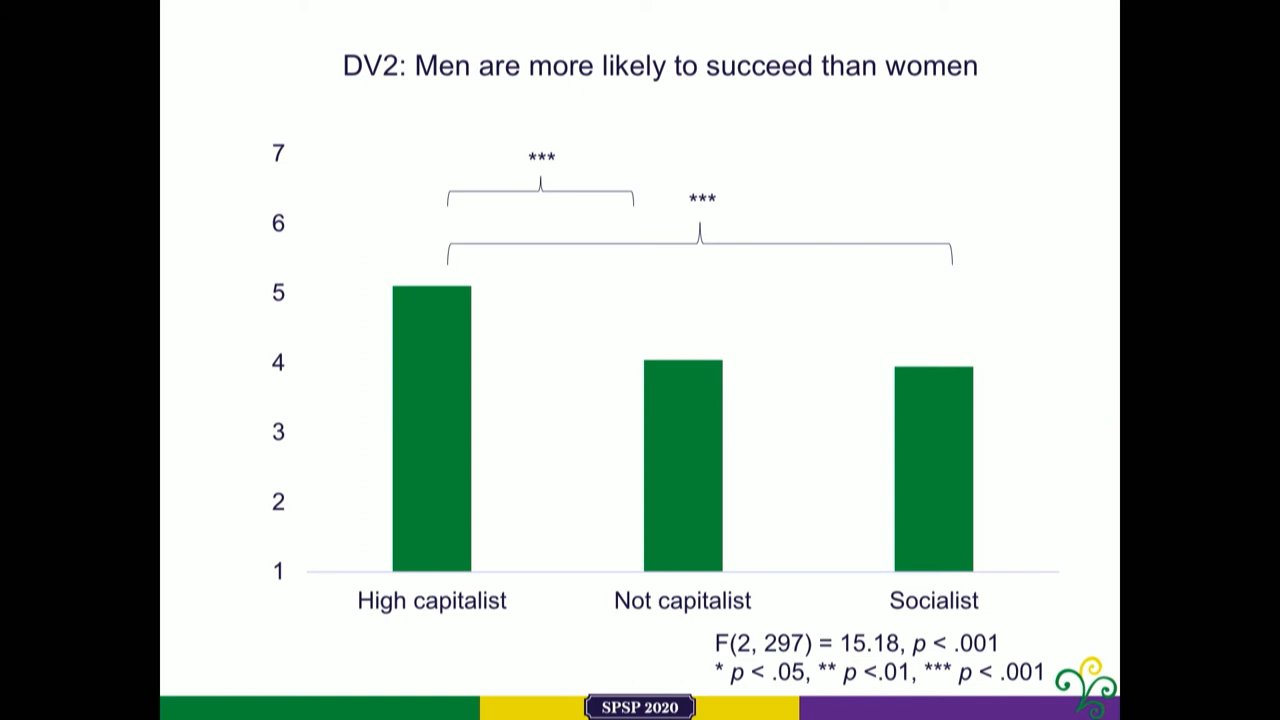 DV2: Men are more likely to succeed than women
7
***
***
6
5
4
3
2
1
High capitalist Not capitalist Socialist
F(2, 297) = 15.18, p < .001
* p < .05, ** p <.01, *** p < .001
SPSP 2020